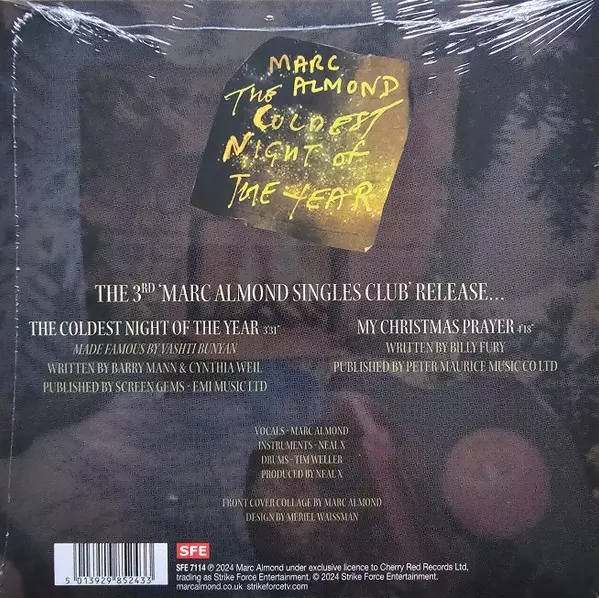 MARC
THE ALMOND
COLDEST
NIGHT OF
THE YEAR
THE 3RD 'MARC ALMOND SINGLES CLUB' RELEASE...
THE COLDEST NIGHT OF THE YEAR 3'31"
MADE FAMOUS BY VASHTI BUNYAN
WRITTEN BY BARRY MANN & CYNTHIA WEIL
PUBLISHED BY SCREEN GEMS - EMI MUSIC LTD
MY CHRISTMAS PRAYER 4'18"
WRITTEN BY BILLY FURY
PUBLISHED BY PETER MAURICE MUSIC CO LTD
VOCALS - MARC ALMOND
INSTRUMENTS - NEAL X
DRUMS - TIM WELLER
PRODUCED BY NEAL X
FRONT COVER COLLAGE BY MARC ALMOND
DESIGN BY MERIEL WAISSMAN
5 013929 852433
SFE
SFE 7114 ℗ 2024 Marc Almond under exclusive licence to Cherry Red Records Ltd,
trading as Strike Force Entertainment. © 2024 Strike Force Entertainment.
marcalmond.co.uk · strikeforcetv.com